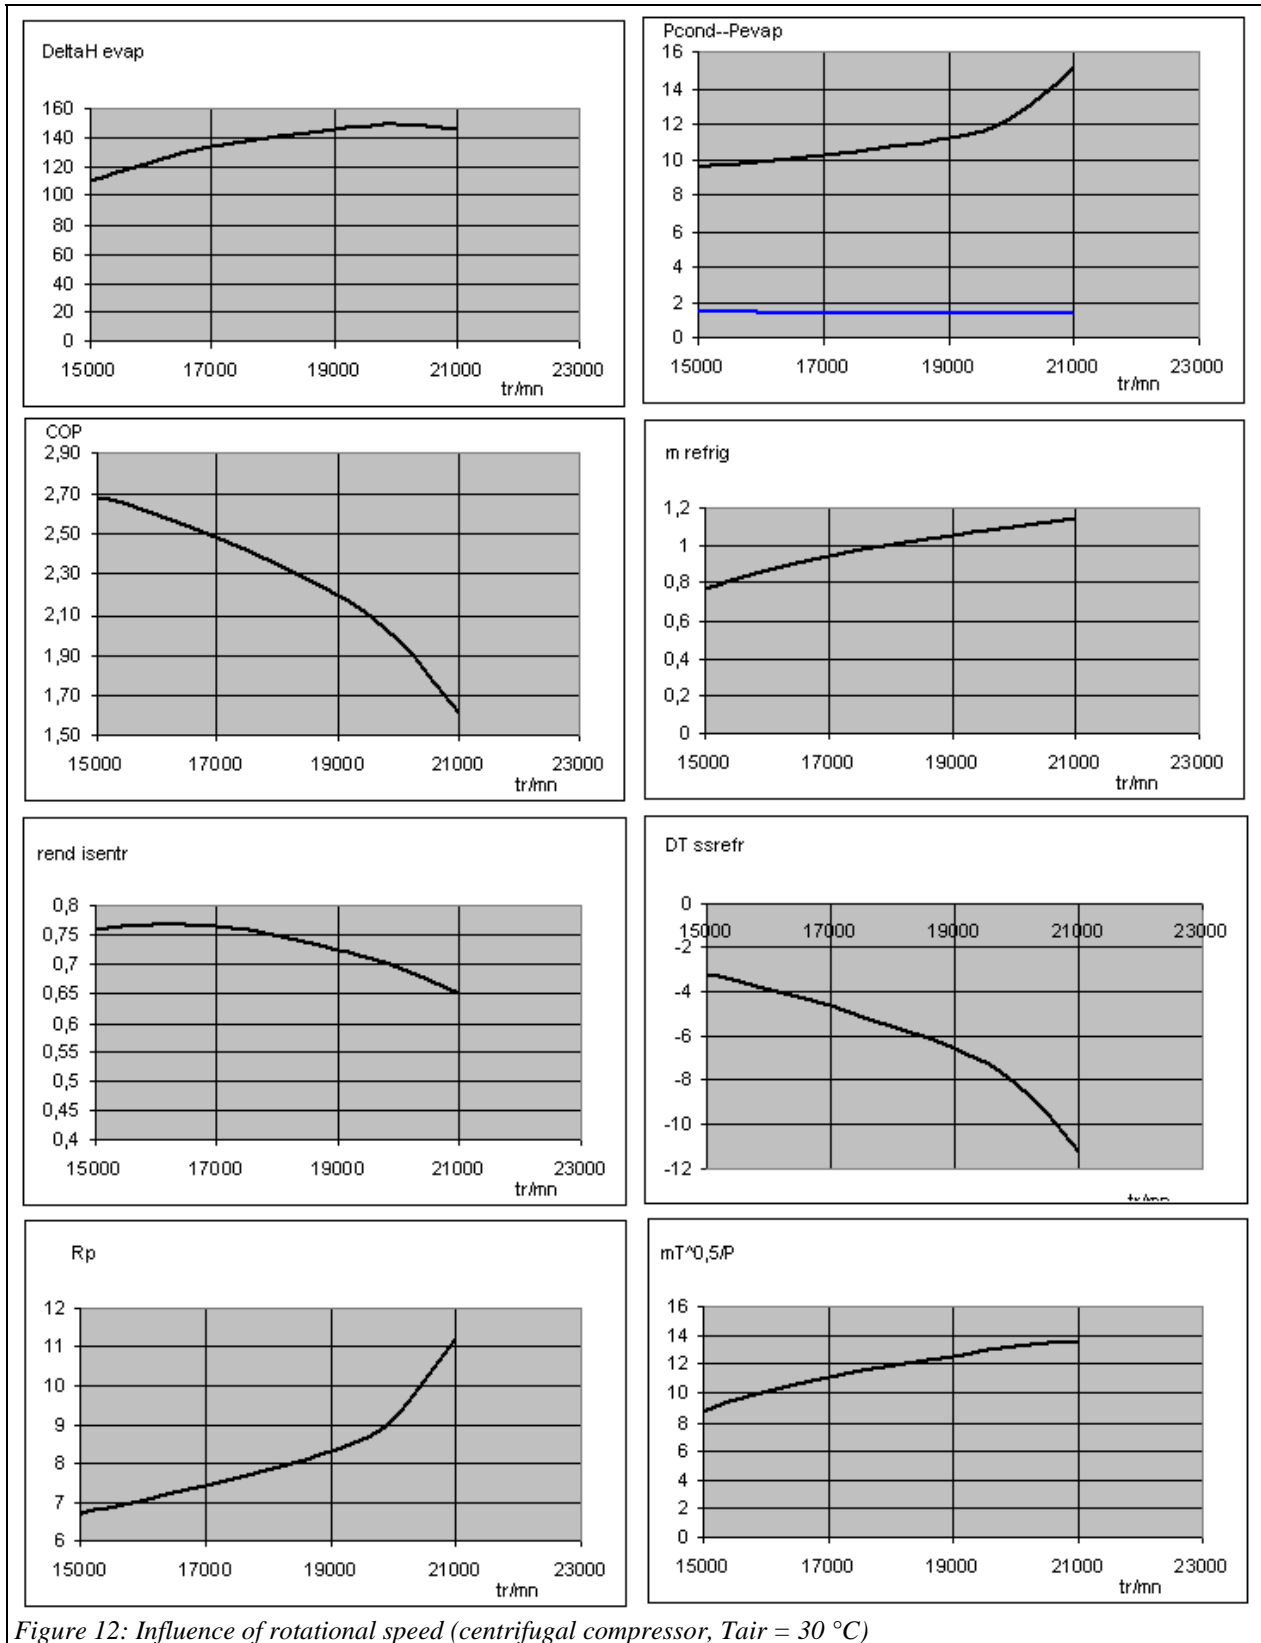 DeltaH evap
160
140
120
100
80
60
40
20
0
15000 17000 19000 21000 23000
tr/mn
Pcond--Pevap
16
14
12
10
8
6
4
2
0
15000 17000 19000 21000 23000
tr/mn
COP
2,90
2,70
2,50
2,30
2,10
1,90
1,70
1,50
15000 17000 19000 21000 23000
tr/mn
m refrig
1,2
1
0,8
0,6
0,4
0,2
0
15000 17000 19000 21000 23000
tr/mn
rend isentr
0,8
0,75
0,7
0,65
0,6
0,55
0,5
0,45
0,4
15000 17000 19000 21000 23000
tr/mn
DT ssrefr
0
15000 17000 19000 21000 23000
-2
-4
-6
-8
-10
-12
tr/mn
Rp
12
11
10
9
8
7
6
15000 17000 19000 21000 23000
tr/mn
mT^0,5/P
16
14
12
10
8
6
4
2
0
15000 17000 19000 21000 23000
tr/mn
Figure 12: Influence of rotational speed (centrifugal compressor, Tair = 30 °C)